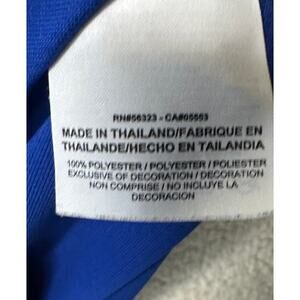 RN#56323 - CA#05553
MADE IN THAILAND/FABRIQUE EN
THAILANDE/HECHO EN TAILANDIA
100% POLYESTER / POLYESTER / POLIESTER
EXCLUSIVE OF DECORATION / DECORATION
NON COMPRISE / NO INCLUYE LA
DECORACION